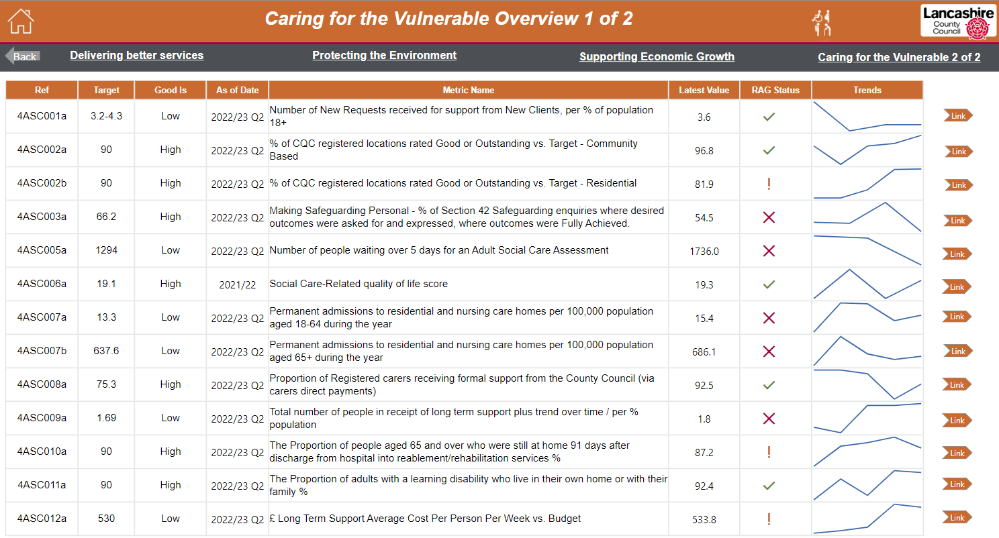 Caring for the Vulnerable Overview 1 of 2
Lancashire
County
Council
Back
Delivering better services
Protecting the Environment
Supporting Economic Growth
Caring for the Vulnerable 2 of 2
Ref Target Good Is As of Date Metric Name Latest Value RAG Status Trends
4ASC001a 3.2-4.3 Low 2022/23 Q2 Number of New Requests received for support from New Clients, per % of population
18+ 3.6 Link
4ASC002a 90 High 2022/23 Q2 % of CQC registered locations rated Good or Outstanding vs. Target - Community
Based 96.8 Link
4ASC002b 90 High 2022/23 Q2 % of CQC registered locations rated Good or Outstanding vs. Target - Residential 81.9 ! Link
4ASC003a 66.2 High 2022/23 Q2 Making Safeguarding Personal - % of Section 42 Safeguarding enquiries where desired
outcomes were asked for and expressed, where outcomes were Fully Achieved. 54.5 Link
4ASC005a 1294 Low 2022/23 Q2 Number of people waiting over 5 days for an Adult Social Care Assessment 1736.0 Link
4ASC006a 19.1 High 2021/22 Social Care-Related quality of life score 19.3 Link
4ASC007a 13.3 Low 2022/23 Q2 Permanent admissions to residential and nursing care homes per 100,000 population
aged 18-64 during the year 15.4 Link
4ASC007b 637.6 Low 2022/23 Q2 Permanent admissions to residential and nursing care homes per 100,000 population
aged 65+ during the year 686.1 Link
4ASC008a 75.3 High 2022/23 Q2 Proportion of Registered carers receiving formal support from the County Council (via
carers direct payments) 92.5 Link
4ASC009a 1.69 Low 2022/23 Q2 Total number of people in receipt of long term support plus trend over time / per %
population 1.8 Link
4ASC010a 90 High 2022/23 Q2 The Proportion of people aged 65 and over who were still at home 91 days after
discharge from hospital into reablement/rehabilitation services % 87.2 ! Link
4ASC011a 90 High 2022/23 Q2 The Proportion of adults with a learning disability who live in their own home or with their
family % 92.4 Link
4ASC012a 530 Low 2022/23 Q2 £ Long Term Support Average Cost Per Person Per Week vs. Budget 533.8 ! Link